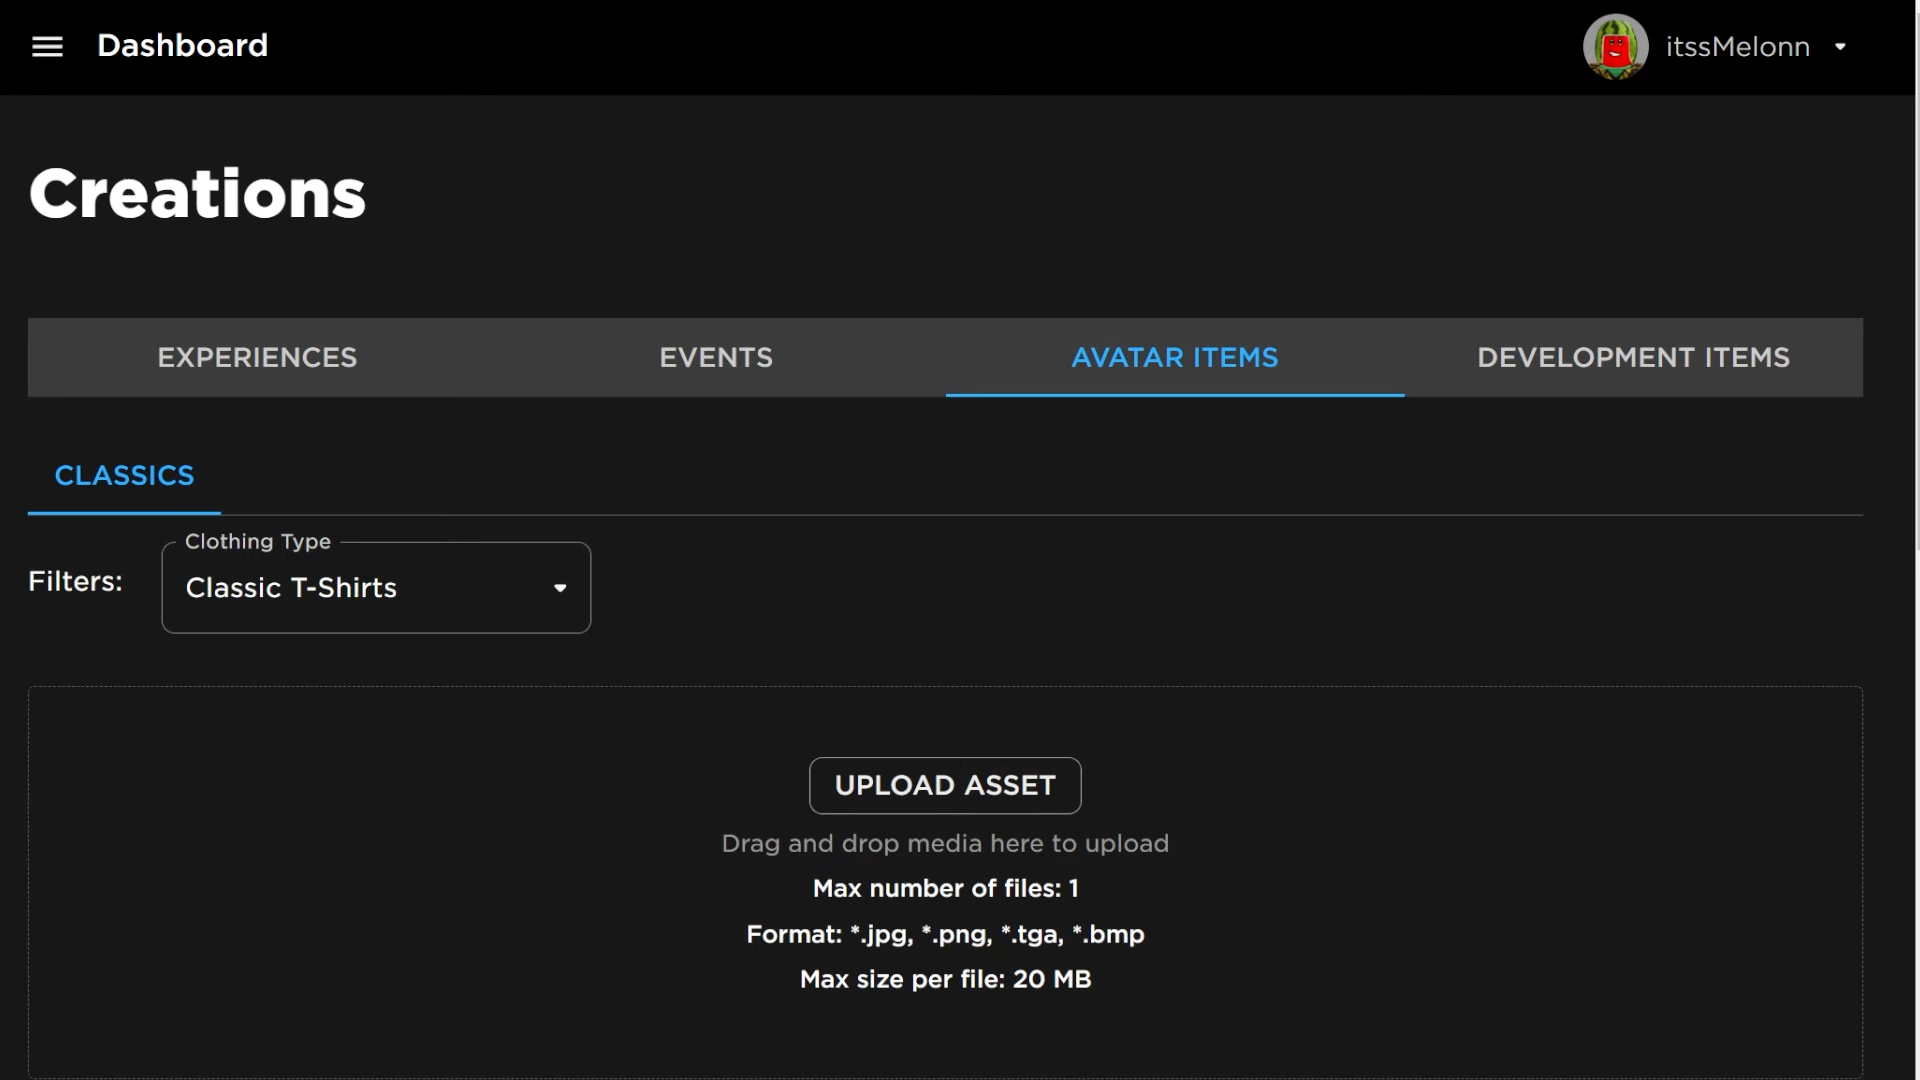 Dashboard
itssMelonn
Creations
EXPERIENCES
EVENTS
AVATAR ITEMS
DEVELOPMENT ITEMS
CLASSICS
Filters:
Clothing Type
Classic T-Shirts
UPLOAD ASSET
Drag and drop media here to upload
Max number of files: 1
Format: *.jpg, *.png, *.tga, *.bmp
Max size per file: 20 MB